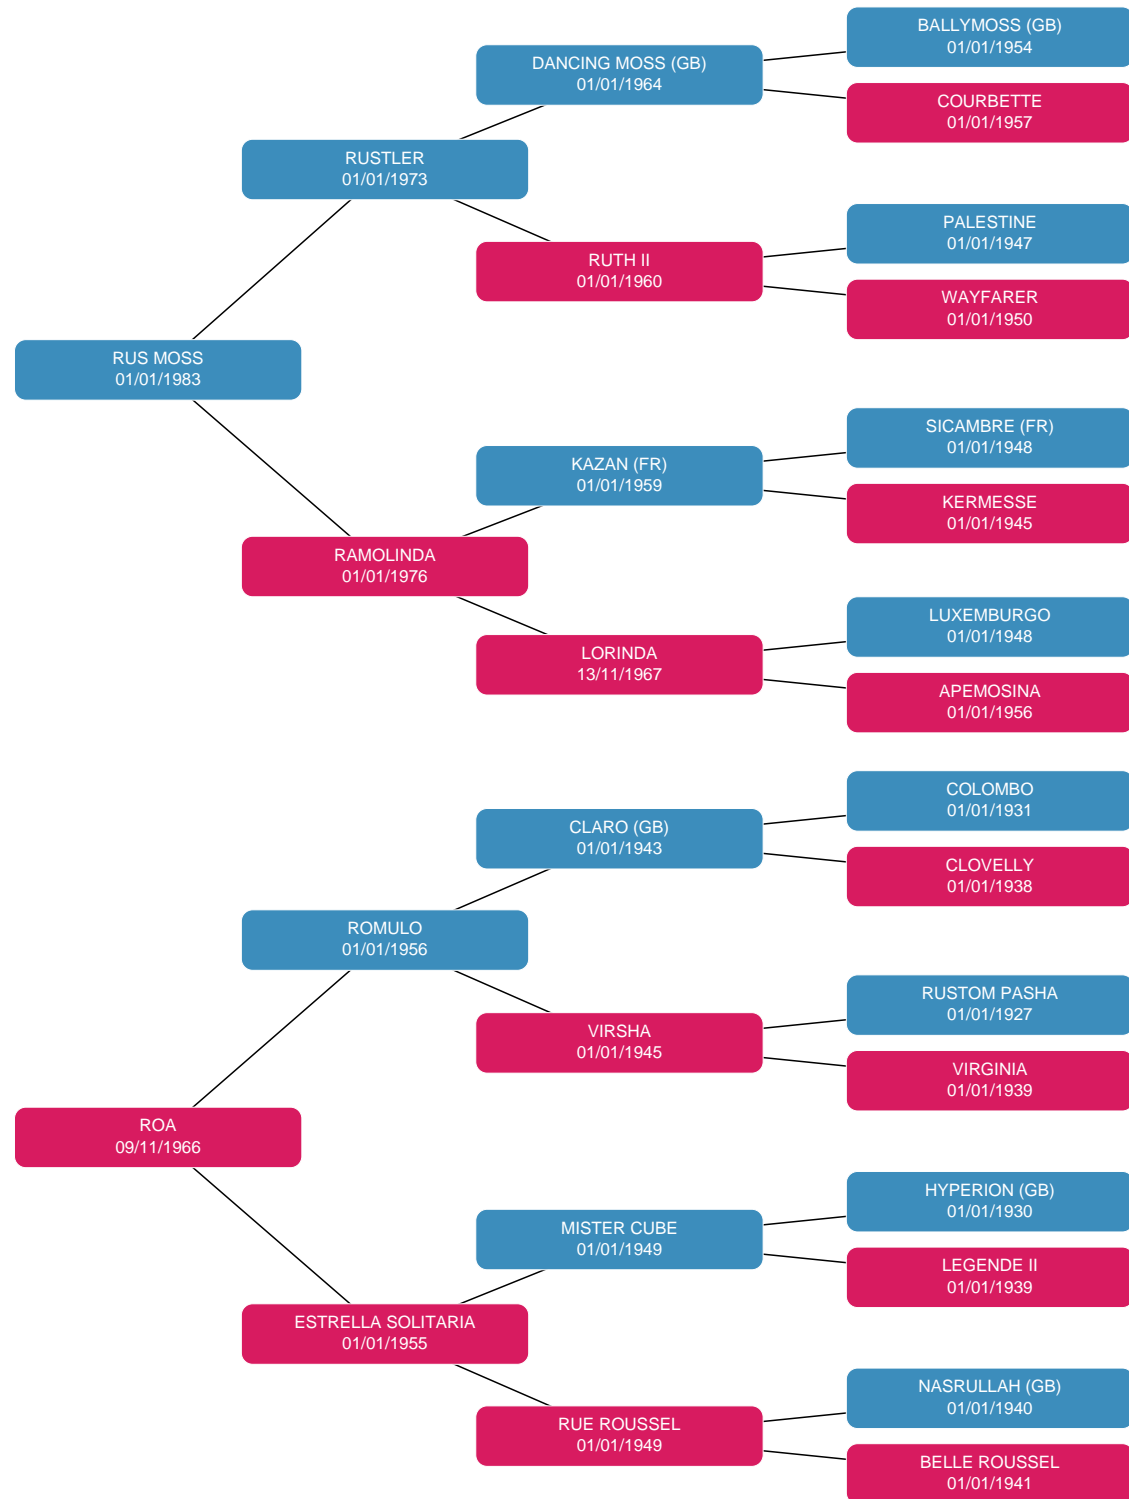 BALLYMOSS (GB)
01/01/1954
DANCING MOSS (GB)
01/01/1964
COURBETTE
01/01/1957
RUSTLER
01/01/1973
PALESTINE
01/01/1947
RUTH II
01/01/1960
WAYFARER
01/01/1950
RUS MOSS
01/01/1983
SICAMBRE (FR)
01/01/1948
KAZAN (FR)
01/01/1959
KERMESSE
01/01/1945
RAMOLINDA
01/01/1976
LUXEMBURGO
01/01/1948
LORINDA
13/11/1967
APEMOSINA
01/01/1956
COLOMBO
01/01/1931
CLARO (GB)
01/01/1943
CLOVELLY
01/01/1938
ROMULO
01/01/1956
RUSTOM PASHA
01/01/1927
VIRSHA
01/01/1945
VIRGINIA
01/01/1939
ROA
09/11/1966
HYPERION (GB)
01/01/1930
MISTER CUBE
01/01/1949
LEGENDE II
01/01/1939
ESTRELLA SOLITARIA
01/01/1955
NASRULLAH (GB)
01/01/1940
RUE ROUSSEL
01/01/1949
BELLE ROUSSEL
01/01/1941